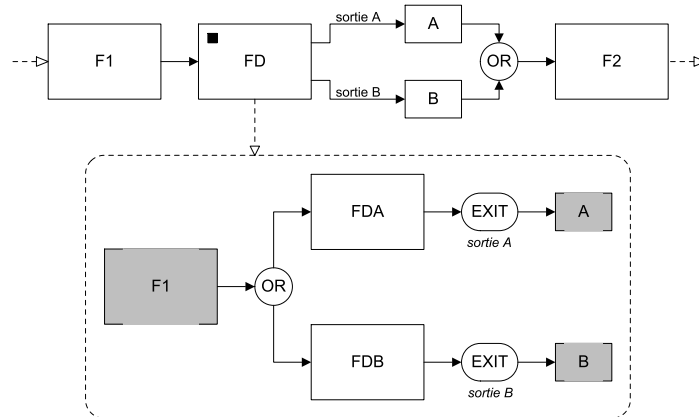 sortie A
A
F1
FD
OR
F2
sortie B
B
FDA
EXIT
A
sortie A
F1
OR
FDB
EXIT
B
sortie B